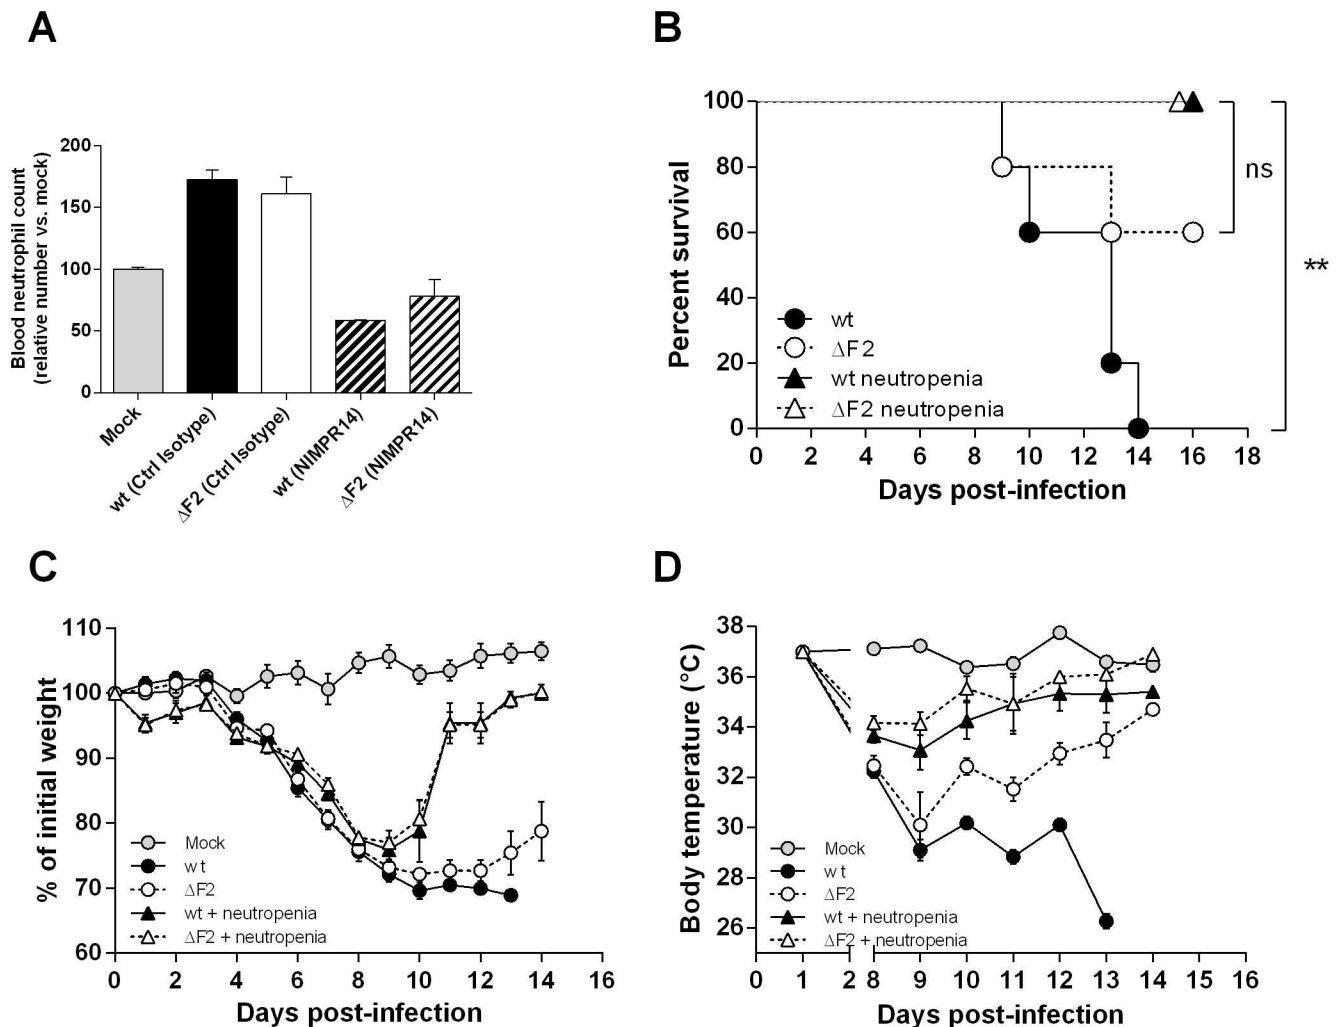 A
Blood neutrophil count
(relative number vs. mock)
200
150
100
50
0
Mock
wt (Ctrl Isotype)
ΔF2 (Ctrl Isotype)
wt (NIMPR14)
ΔF2 (NIMPR14)
B
Percent survival
100
80
60
40
20
0
wt
ΔF2
wt neutropenia
ΔF2 neutropenia
ns
**
0 2 4 6 8 10 12 14 16 18
Days post-infection
C
% of initial weight
110
100
90
80
70
60
Mock
wt
ΔF2
wt + neutropenia
ΔF2 + neutropenia
0 2 4 6 8 10 12 14 16
Days post-infection
D
Body temperature (°C)
38
36
34
32
30
28
26
Mock
wt
ΔF2
wt + neutropenia
ΔF2 + neutropenia
0 1 2 8 9 10 11 12 13 14 15 16
Days post-infection